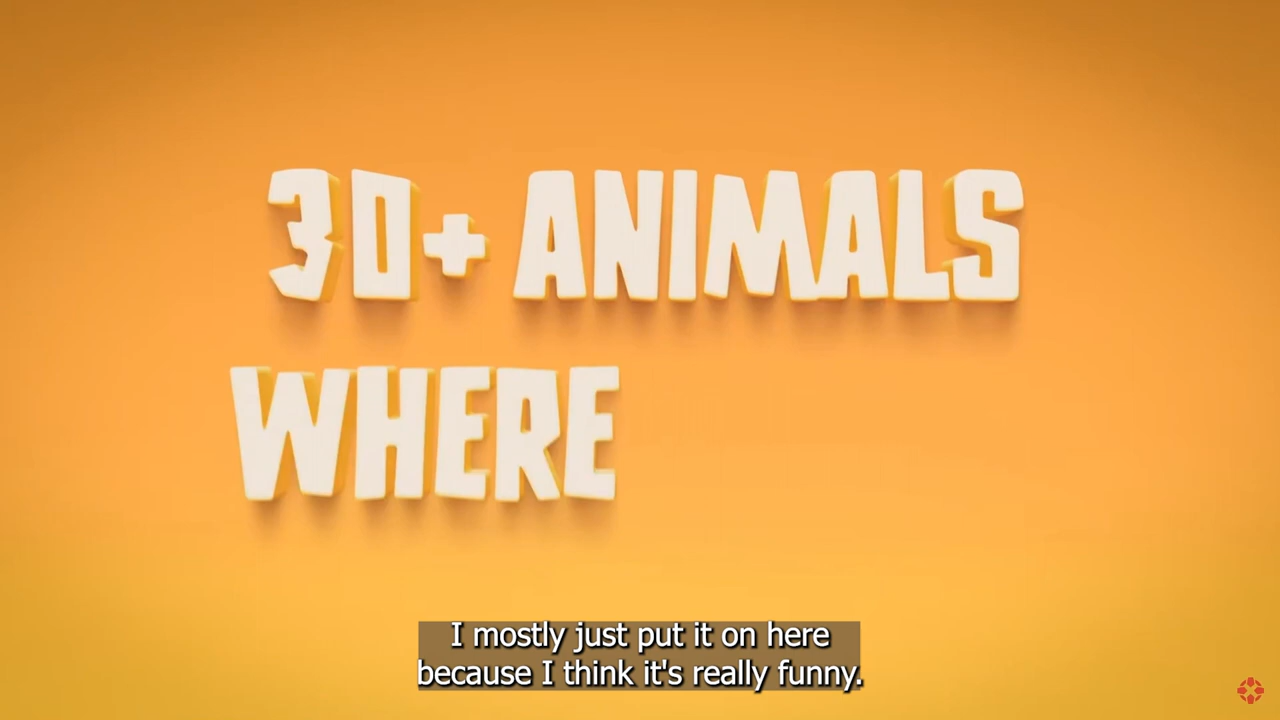 30+ ANIMALS
WHERE
I mostly just put it on here
because I think it's really funny.